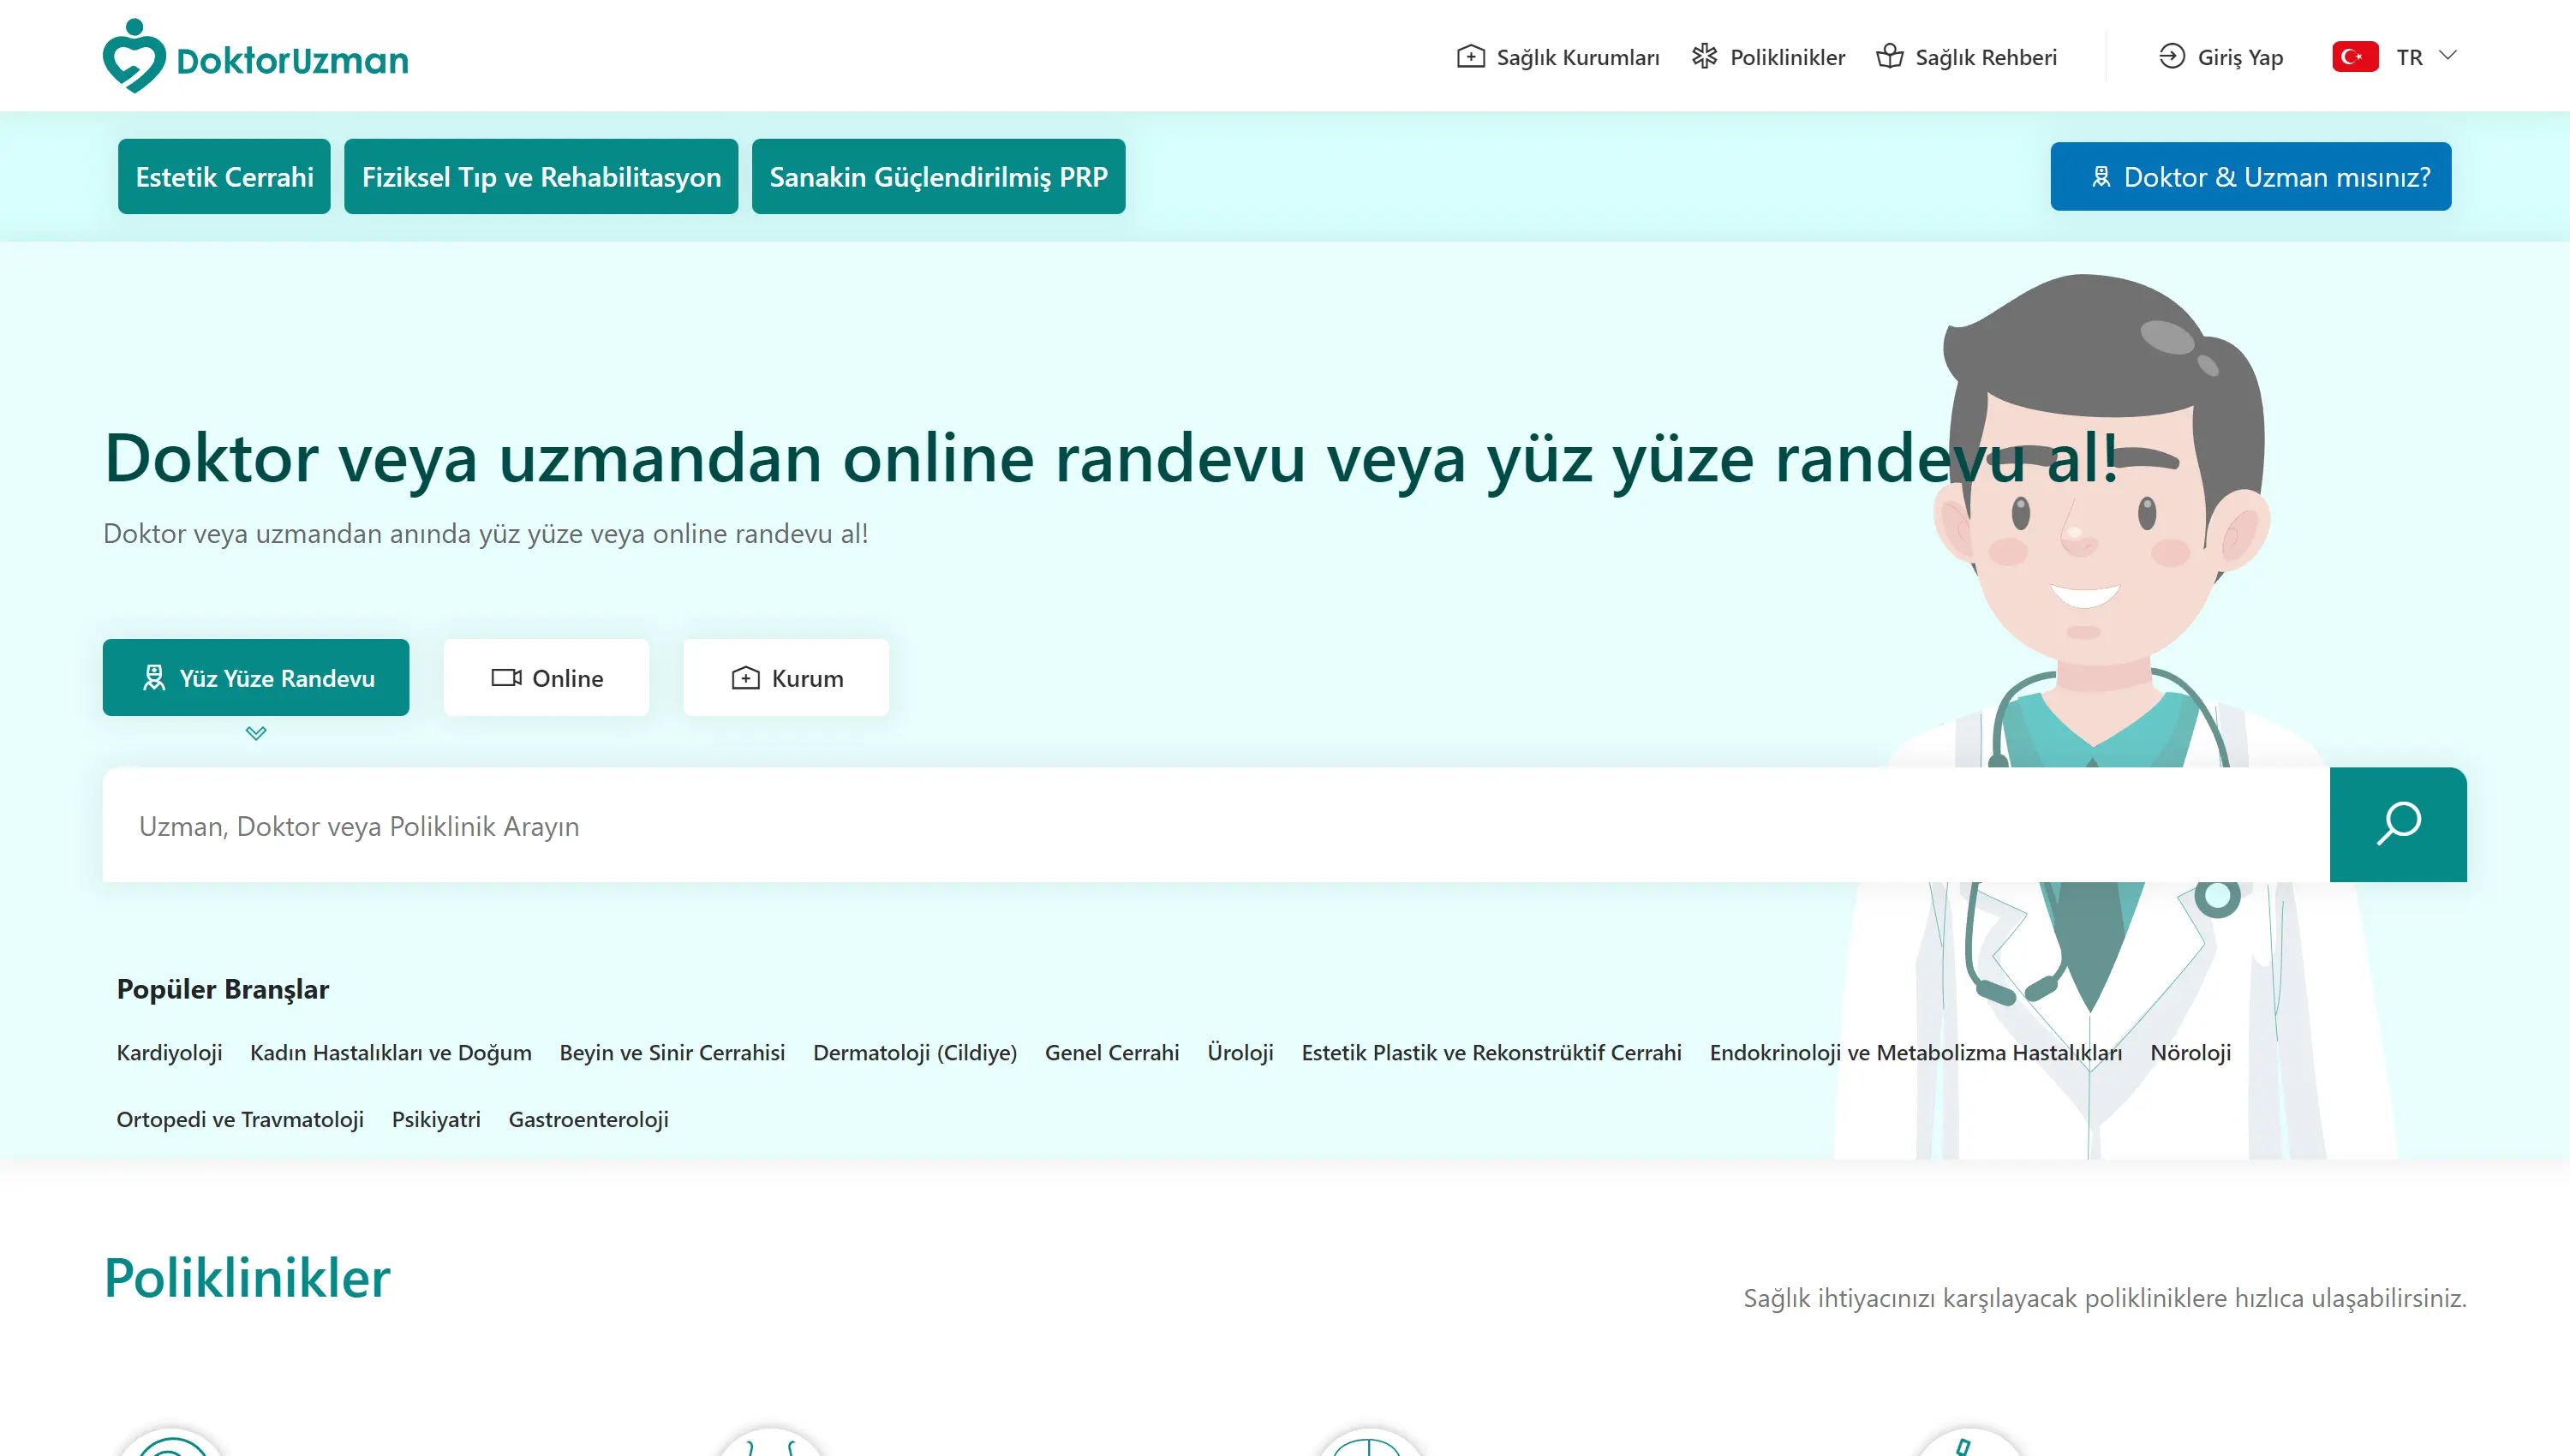 DoktorUzman
Sağlık Kurumları
Poliklinikler
Sağlık Rehberi
Giriş Yap
TR
Estetik Cerrahi
Fiziksel Tıp ve Rehabilitasyon
Sanakin Güçlendirilmiş PRP
Doktor & Uzman mısınız?
Doktor veya uzmandan online randevu veya yüz yüze randevu al!
Doktor veya uzmandan anında yüz yüze veya online randevu al!
Yüz Yüze Randevu
Online
Kurum
Uzman, Doktor veya Poliklinik Arayın
Popüler Branşlar
Kardiyoloji Kadın Hastalıkları ve Doğum Beyin ve Sinir Cerrahisi Dermatoloji (Cildiye) Genel Cerrahi Üroloji Estetik Plastik ve Rekonstrüktif Cerrahi Endokrinoloji ve Metabolizma Hastalıkları Nöroloji
Ortopedi ve Travmatoloji Psikiyatri Gastroenteroloji
Poliklinikler
Sağlık ihtiyacınızı karşılayacak polikliniklere hızlıca ulaşabilirsiniz.